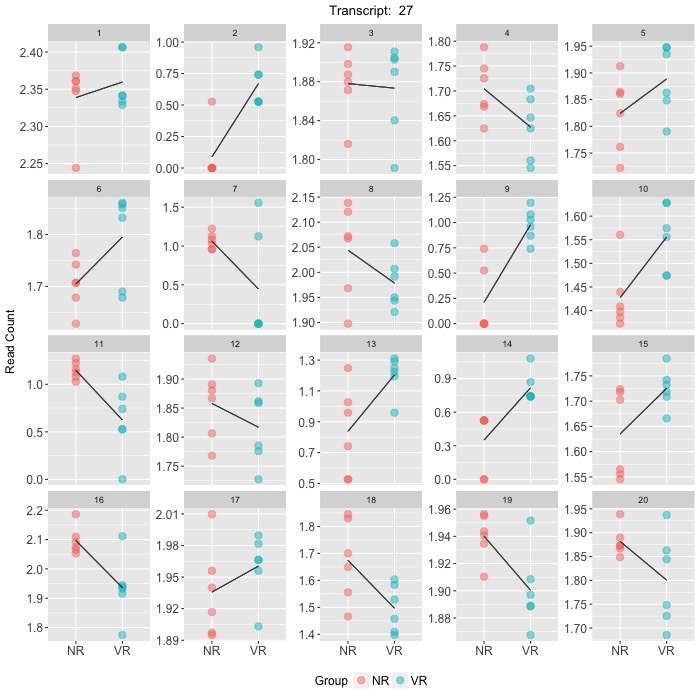 Transcript: 27
1 2 3 4 5
2.40 2.35 2.30 2.25
1.00 0.75 0.50 0.25 0.00
1.92 1.88 1.84 1.80
1.80 1.75 1.70 1.65 1.60 1.55
1.95 1.90 1.85 1.80 1.75
6 7 8 9 10
1.8 1.7
1.5 1.0 0.5 0.0
2.15 2.10 2.05 2.00 1.95 1.90
1.25 1.00 0.75 0.50 0.25 0.00
1.60 1.55 1.50 1.45 1.40
Read Count
11 12 13 14 15
1.0 0.5 0.0
1.90 1.85 1.80 1.75
1.3 1.1 0.9 0.7 0.5
0.9 0.6 0.3 0.0
1.75 1.70 1.65 1.60 1.55
16 17 18 19 20
2.2 2.1 2.0 1.9 1.8
2.01 1.98 1.95 1.92 1.89
1.8 1.7 1.6 1.5 1.4
1.96 1.94 1.92 1.90 1.88
1.95 1.90 1.85 1.80 1.75 1.70
NR VR NR VR NR VR NR VR NR VR
Group NR VR